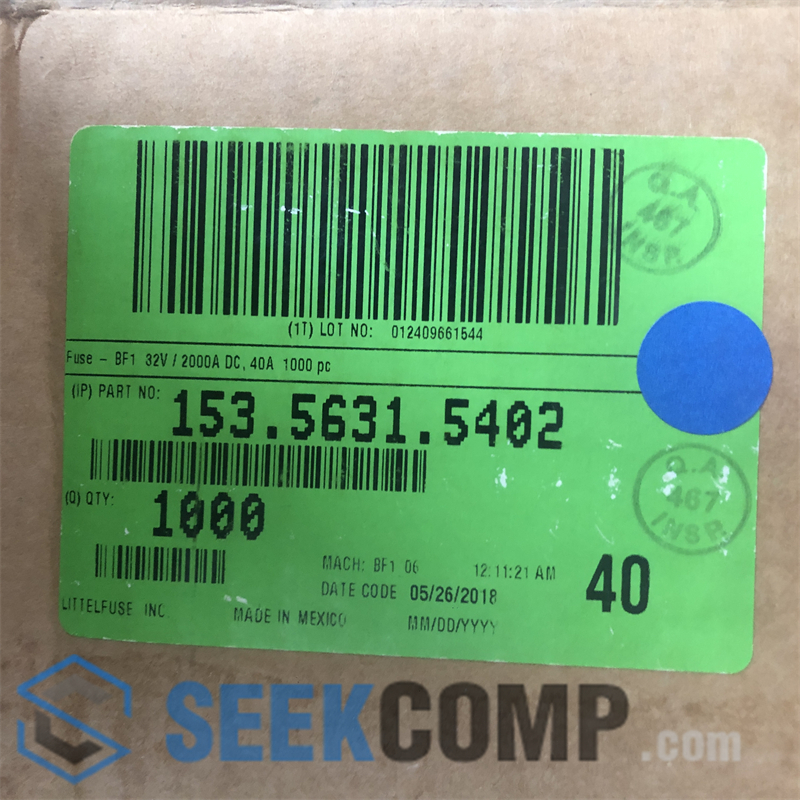 Q.A.
467
INSP.
(1T) LOT NO: 012409661544
Fuse - BF1 32V / 2000A DC, 40A 1000 pc
(IP) PART NO: 153.5631.5402
Q.A.
467
INSP.
(Q) QTY: 1000
MACH: BF1 06 12:11:21 AM
DATE CODE 05/26/2018
40
LITTELFUSE INC. MADE IN MEXICO MM/DD/YYYY
SEEKCOMP.com